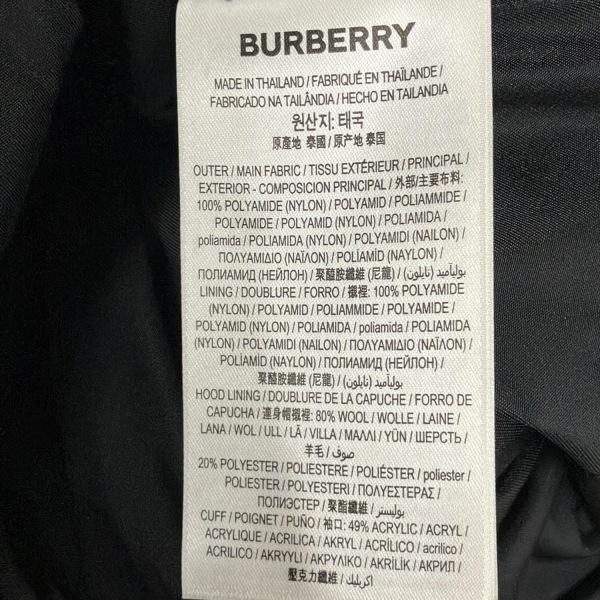 BURBERRY
MADE IN THAILAND / FABRIQUÉ EN THAÏLANDE /
FABRICADO NA TAILÂNDIA / HECHO EN TAILANDIA
원산지: 태국
原產地 泰國 / 原产地 泰国
OUTER / MAIN FABRIC / TISSU EXTÉRIEUR / PRINCIPAL /
EXTERIOR - COMPOSICION PRINCIPAL / 外部/主要布料:
100% POLYAMIDE (NYLON) / POLYAMID / POLIAMMIDE /
POLYAMIDE / POLYAMID (NYLON) / POLIAMIDA /
poliamida / POLIAMIDA (NYLON) / POLYAMIDI (NAILON) /
ΠΟΛΥΑΜΙΔΙΟ (ΝΑΪΛΟΝ) / POLİAMİD (NAYLON) /
ПОЛИАМИД (НЕЙЛОН) / 聚醯胺纖維 (尼龍) / بوليآميد (نايلون)
LINING / DOUBLURE / FORRO / 襯裡: 100% POLYAMIDE
(NYLON) / POLYAMID / POLIAMMIDE / POLYAMIDE /
POLYAMID (NYLON) / POLIAMIDA / poliamida / POLIAMIDA
(NYLON) / POLYAMIDI (NAILON) / ΠΟΛΥΑΜΙΔΙΟ (ΝΑΪΛΟΝ) /
POLİAMİD (NAYLON) / ПОЛИАМИД (НЕЙЛОН) /
聚醯胺纖維 (尼龍) / بوليآميد (نايلون)
HOOD LINING / DOUBLURE DE LA CAPUCHE / FORRO DE
CAPUCHA / 連身帽襯裡: 80% WOOL / WOLLE / LAINE /
LANA / WOL / ULL / LÃ / VILLA / ΜΑΛΛΙ / YÜN / ШЕРСТЬ /
羊毛 / صوف
20% POLYESTER / POLIESTERE / POLIÉSTER / poliester /
POLIESTER / POLYESTERI / ΠΟΛΥΕΣΤΕΡΑΣ /
ПОЛИЭСТЕР / 聚酯纖維 / بوليستر
CUFF / POIGNET / PUÑO / 袖口: 49% ACRYLIC / ACRYL /
ACRYLIQUE / ACRILICA / AKRYL / ACRÍLICO / acrilico /
ACRILICO / AKRYYLI / ΑΚΡΥΛΙΚΟ / AKRİLİK / АКРИЛ /
壓克力纖維 / اكريليك